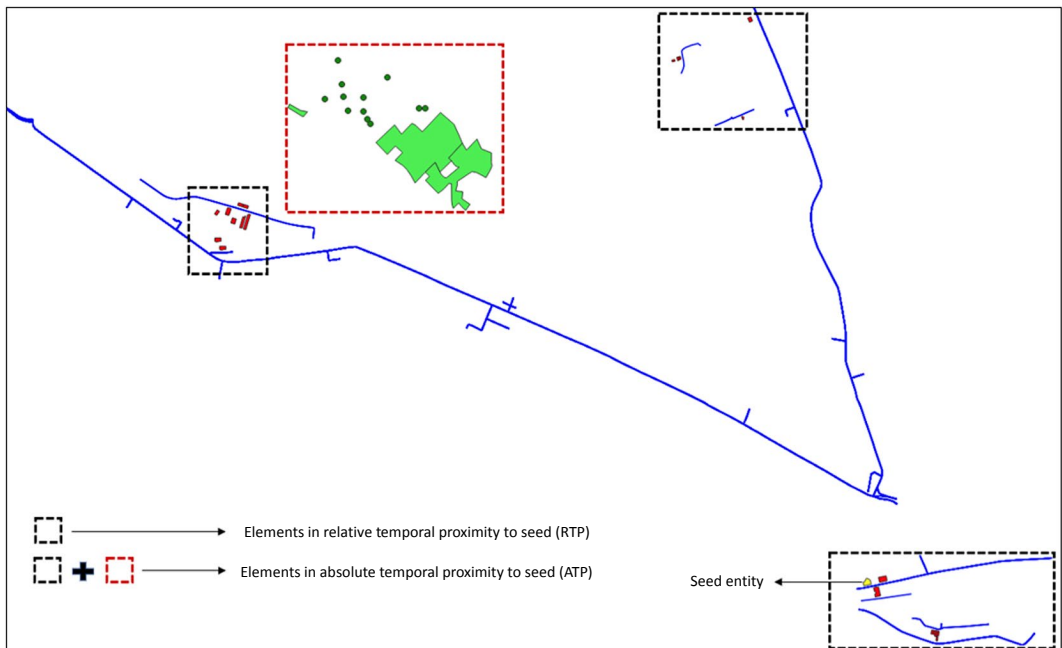 Elements in relative temporal proximity to seed (RTP)
Elements in absolute temporal proximity to seed (ATP)
Seed entity